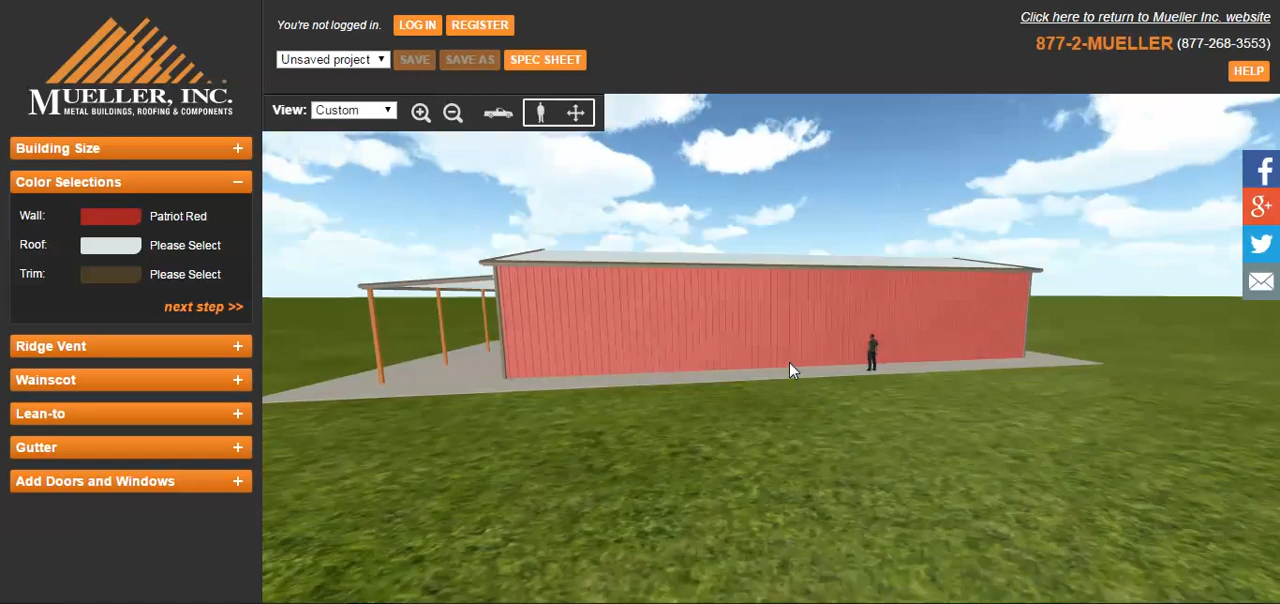 MUELLER, INC.
METAL BUILDINGS, ROOFING & COMPONENTS
You're not logged in.
LOG IN
REGISTER
Unsaved project
SAVE
SAVE AS
SPEC SHEET
Click here to return to Mueller Inc. website
877-2-MUELLER (877-268-3553)
HELP
View:
Custom
Building Size
Color Selections
Wall:
Patriot Red
Roof:
Please Select
Trim:
Please Select
next step >>
Ridge Vent
Wainscot
Lean-to
Gutter
Add Doors and Windows
f
g+